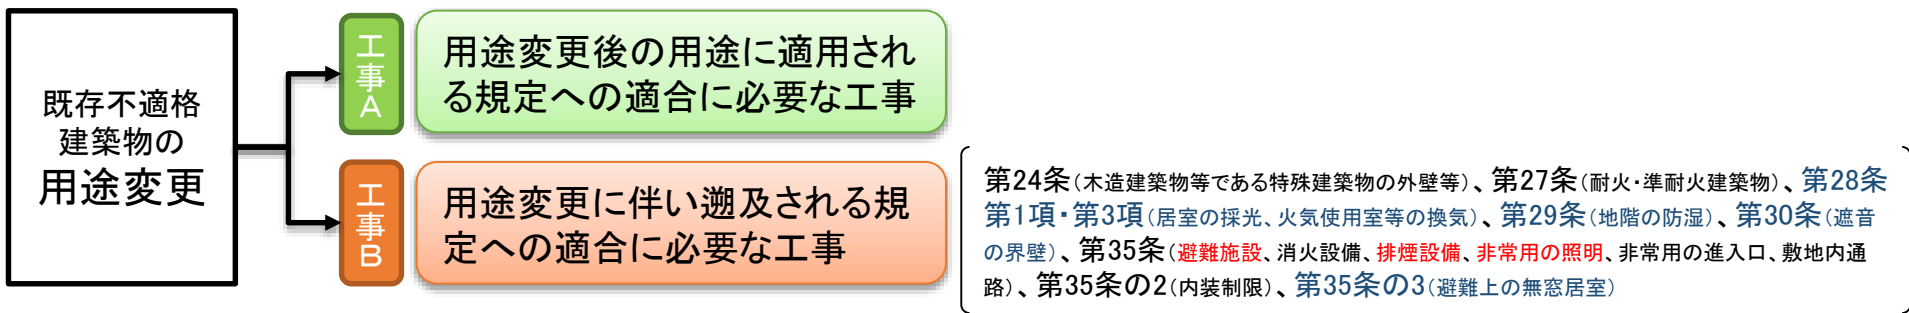 既存不適格
建築物の
用途変更
工事A
用途変更後の用途に適用され
る規定への適合に必要な工事
工事B
用途変更に伴い遡及される規
定への適合に必要な工事
第24条(木造建築物等である特殊建築物の外壁等)、第27条(耐火・準耐火建築物)、第28条
第1項・第3項(居室の採光、火気使用室等の換気)、第29条(地階の防湿)、第30条(遮音
の界壁)、第35条(避難施設、消火設備、排煙設備、非常用の照明、非常用の進入口、敷地内通
路)、第35条の2(内装制限)、第35条の3(避難上の無窓居室)